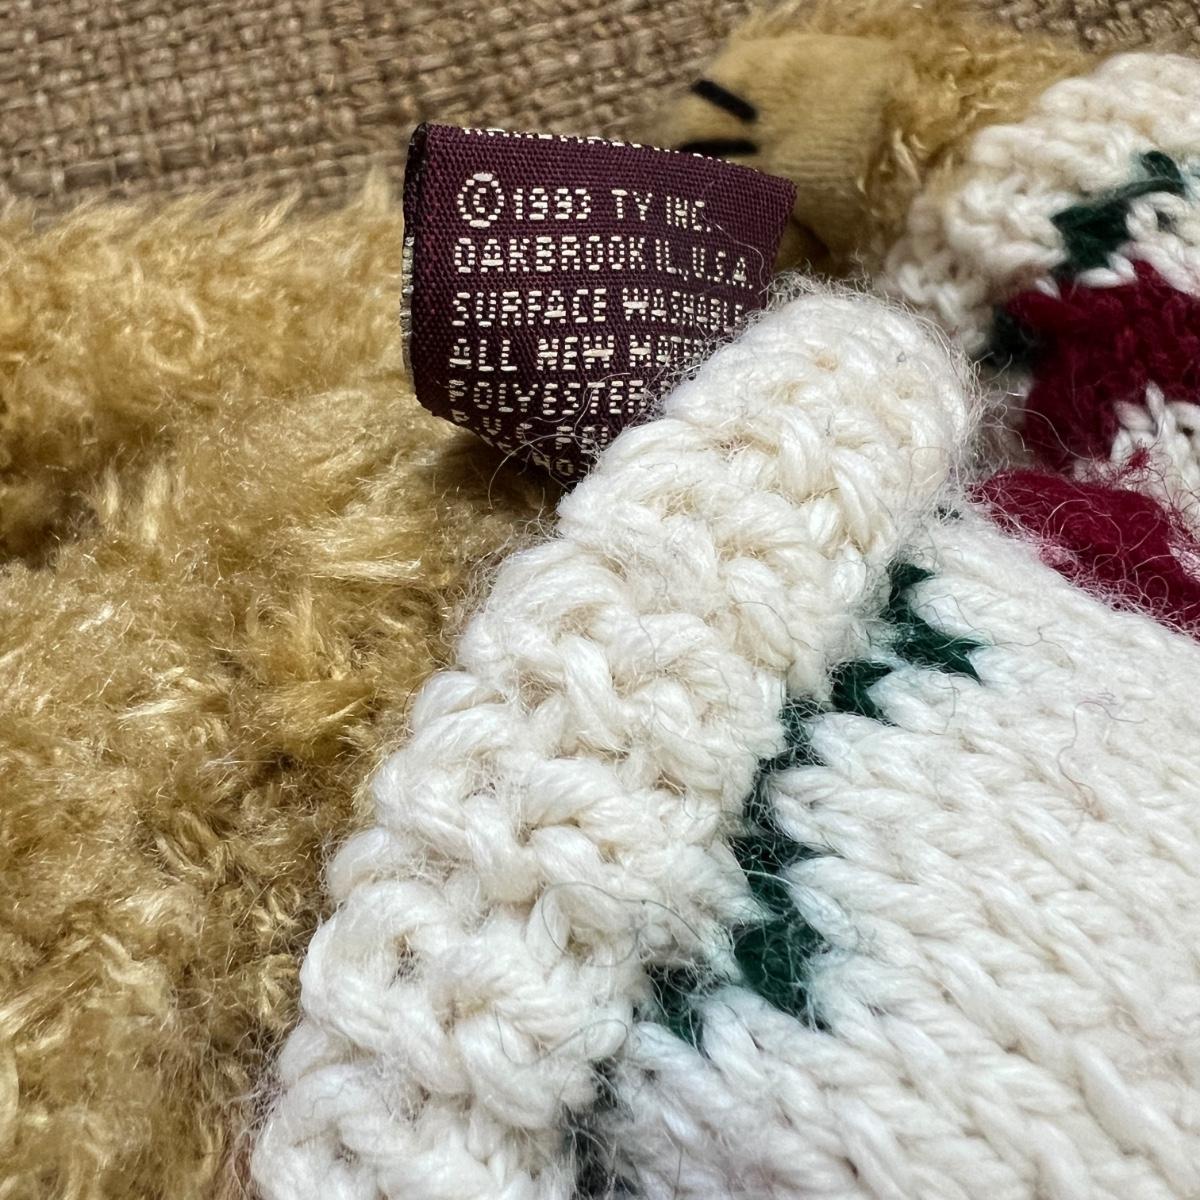 ©1993 TY INC.
OAKBROOK IL. U.S.A.
SURFACE WASHABLE
ALL NEW
POLYESTER